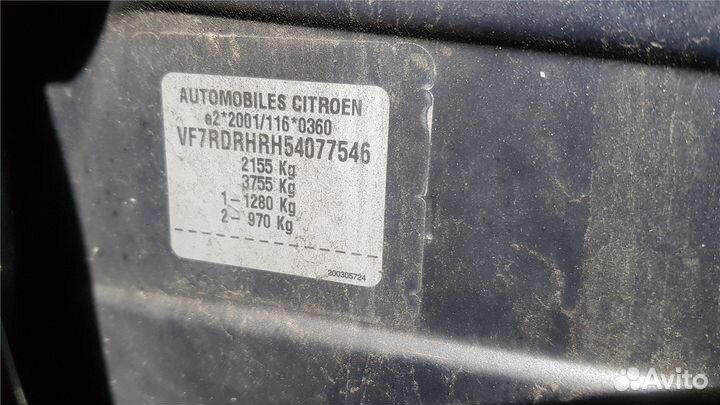 AUTOMOBILES CITROEN
e2*2001/116*0360
VF7RDRHRH54077546
2155 Kg
3755 Kg
1- 1280 Kg
2- 970 Kg
200305724
Avito